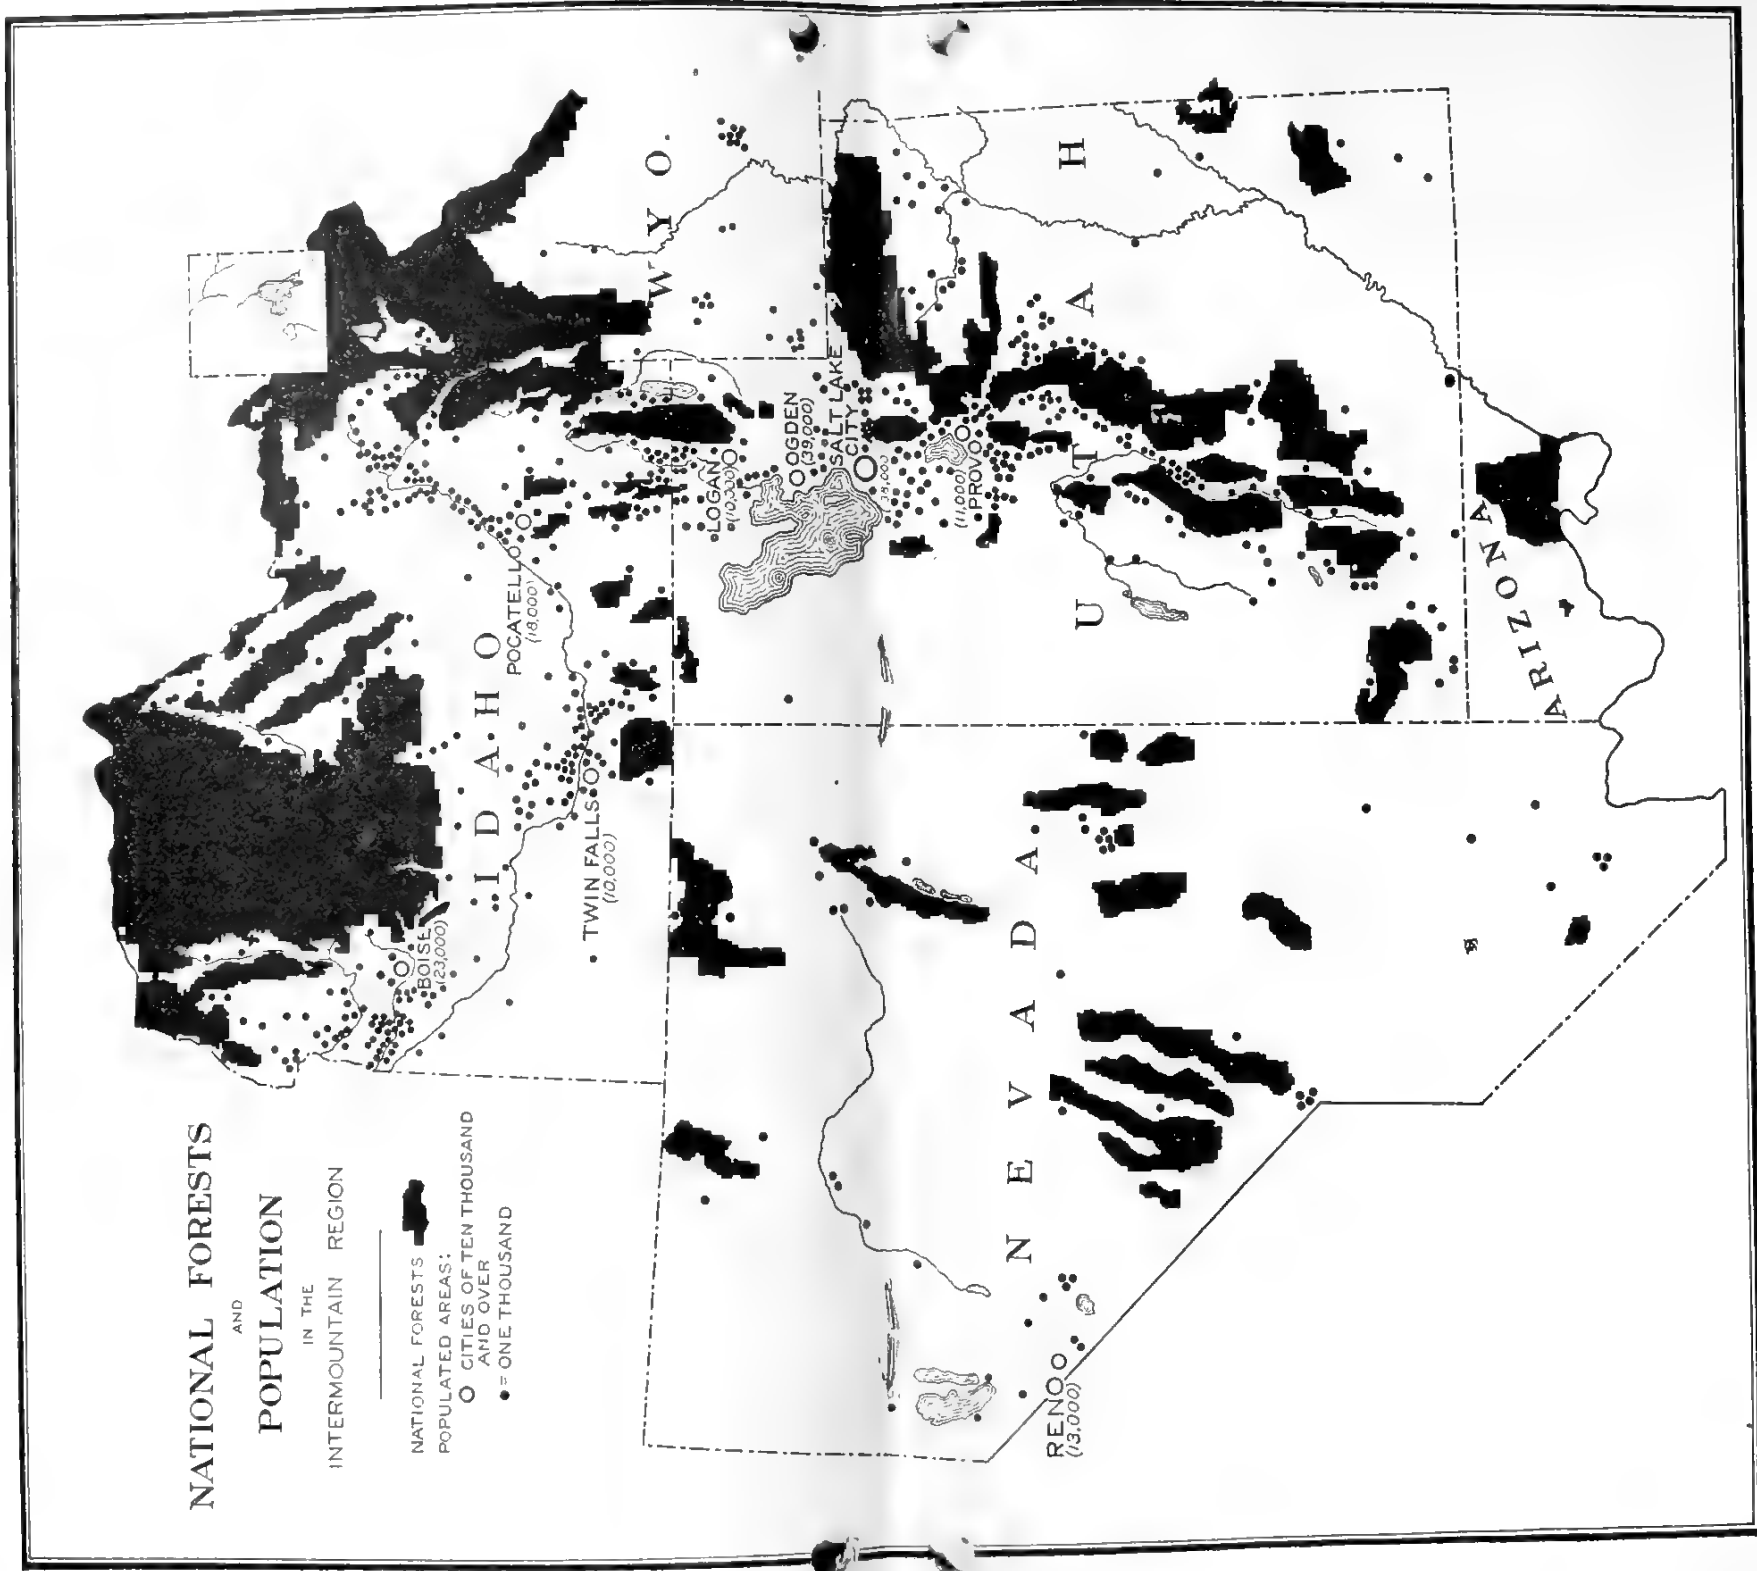 NATIONAL FORESTS
AND
POPULATION
IN THE
INTERMOUNTAIN REGION
NATIONAL FORESTS
POPULATED AREAS:
O CITIES OF TEN THOUSAND
AND OVER
• = ONE THOUSAND
IDAHO
BOISE
(23,000)
TWIN FALLS
(10,000)
POCATELLO
(18,000)
WYO.
LOGAN
(10,000)
OGDEN
(39,000)
SALT LAKE
CITY
PROVO
(11,000)
UTAH
NEVADA
RENO
(13,000)
ARIZONA